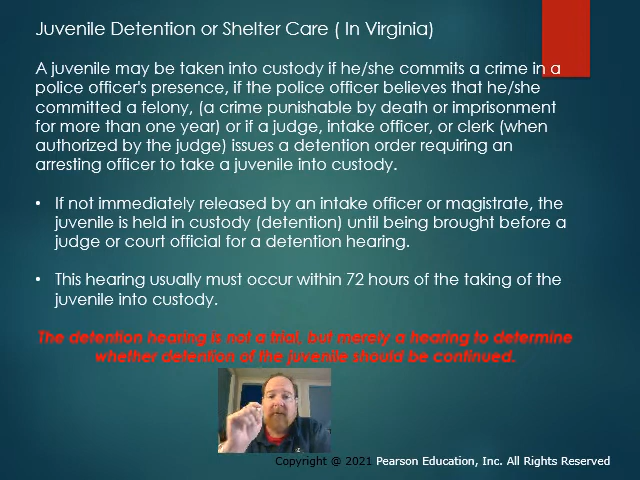 Juvenile Detention or Shelter Care ( In Virginia)
A juvenile may be taken into custody if he/she commits a crime in a
police officer's presence, if the police officer believes that he/she
committed a felony, (a crime punishable by death or imprisonment
for more than one year) or if a judge, intake officer, or clerk (when
authorized by the judge) issues a detention order requiring an
arresting officer to take a juvenile into custody.
• If not immediately released by an intake officer or magistrate, the
juvenile is held in custody (detention) until being brought before a
judge or court official for a detention hearing.
• This hearing usually must occur within 72 hours of the taking of the
juvenile into custody.
The detention hearing is not a trial, but merely a hearing to determine
whether detention of the juvenile should be continued.
Copyright @ 2021 Pearson Education, Inc. All Rights Reserved